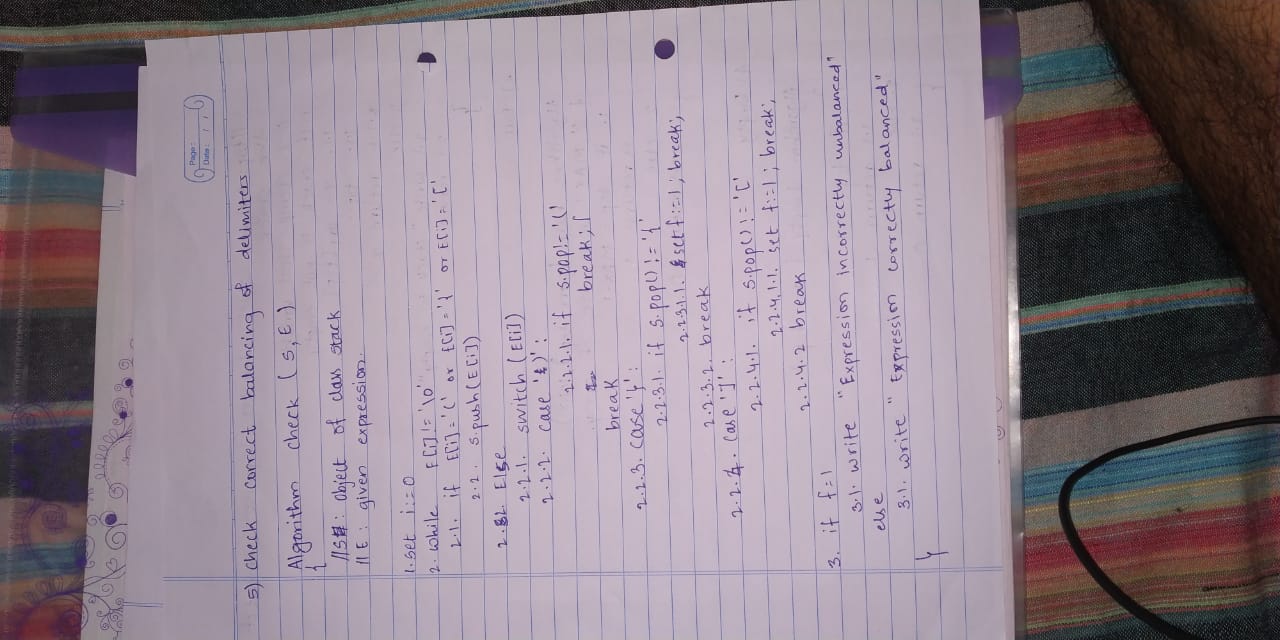 Page:
Date: / /
5) check correct balancing of delimiters
Algorithm check ( S, E )
{
//S : object of class stack
//E : given expression.
1. set i:=0
2. while E[i] != '\0'
2.1. if E[i] = '(' or E[i] = '{' or E[i] = '['
2.2. S.push(E[i])
2.2. Else
2.2.1. switch (E[i])
2.2.2. case ')' :
2.2.2.1. if s.pop!= '('
break;
break
2.2.3. case '}' :
2.2.3.1. if s.pop() != '{'
2.2.3.1.1. set f:=1; break;
2.2.3.2. break
2.2.4. case ']' :
2.2.4.1. if s.pop() != '['
2.2.4.1.1. set f:=1; break;
2.2.4.2 break
3. if f=1
3.1. write "Expression incorrectly unbalanced"
else
3.1. write "Expression correctly balanced"
}